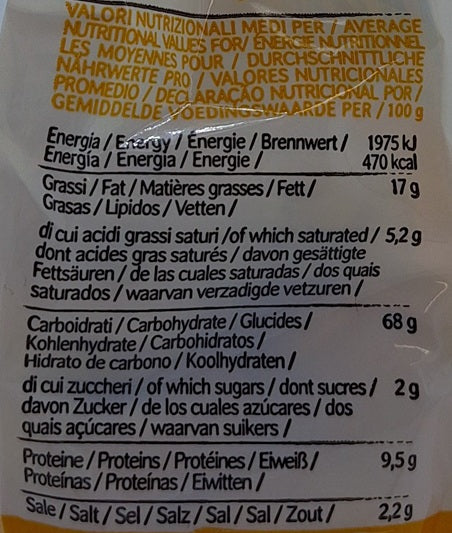 VALORI NUTRIZIONALI MEDI PER / AVERAGE
NUTRITIONAL VALUES FOR / ÉNERGIE NUTRITIONNEL
LES MOYENNES POUR / DURCHSCHNITTLICHE
NÄHRWERTE PRO / VALORES NUTRICIONALES
PROMEDIO / DECLARAÇÃO NUTRICIONAL POR /
GEMIDDELDE VOEDINGSWAARDE PER / 100 g
Energia / Energy / Énergie / Brennwert / 1975 kJ
Energía / Energia / Energie / 470 kcal
Grassi / Fat / Matières grasses / Fett / 17 g
Grasas / Lipidos / Vetten /
di cui acidi grassi saturi / of which saturated / 5,2 g
dont acides gras saturés / davon gesättigte
Fettsäuren / de las cuales saturadas / dos quais
saturados / waarvan verzadigde vetzuren /
Carboidrati / Carbohydrate / Glucides / 68 g
Kohlenhydrate / Carbohidratos /
Hidrato de carbono / Koolhydraten /
di cui zuccheri / of which sugars / dont sucres / 2 g
davon Zucker / de los cuales azúcares / dos
quais açúcares / waarvan suikers /
Proteine / Proteins / Protéines / Eiweiß / 9,5 g
Proteínas / Proteínas / Eiwitten /
Sale / Salt / Sel / Salz / Sal / Sal / Zout / 2,2 g